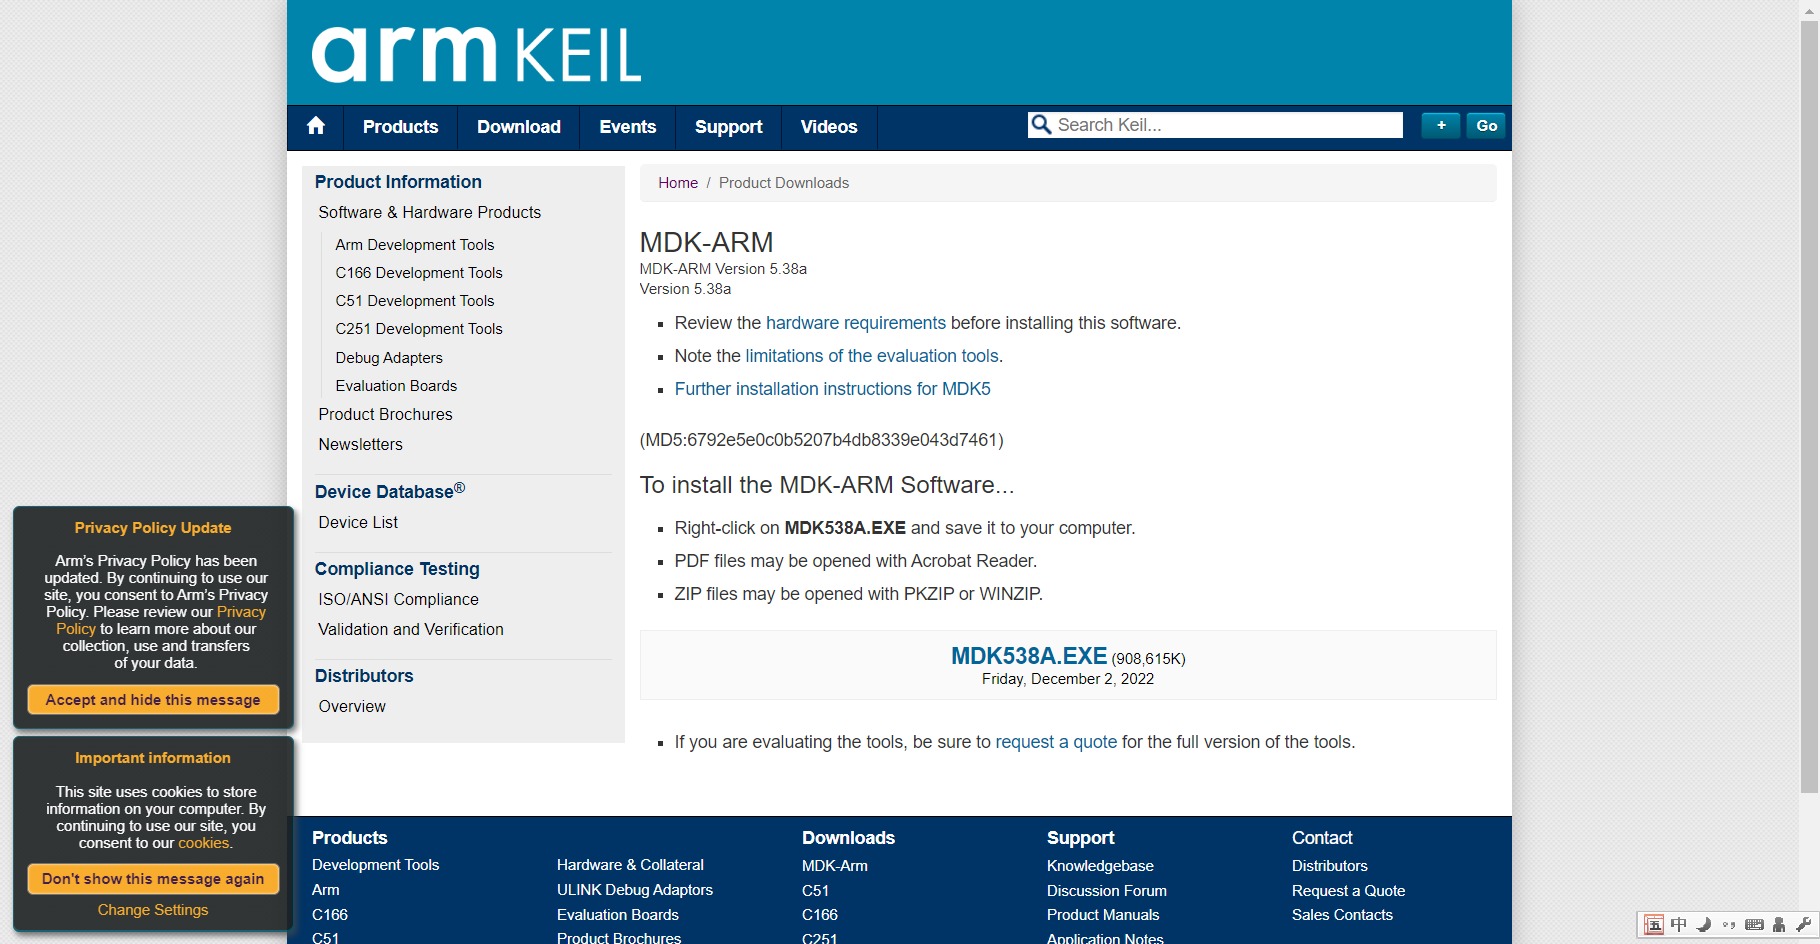 arm KEIL
Products
Download
Events
Support
Videos
Search Keil...
+
Go
Product Information
Software & Hardware Products
Arm Development Tools
C166 Development Tools
C51 Development Tools
C251 Development Tools
Debug Adapters
Evaluation Boards
Product Brochures
Newsletters
Device Database®
Device List
Compliance Testing
ISO/ANSI Compliance
Validation and Verification
Distributors
Overview
Home / Product Downloads
MDK-ARM
MDK-ARM Version 5.38a
Version 5.38a
Review the hardware requirements before installing this software.
Note the limitations of the evaluation tools.
Further installation instructions for MDK5
(MD5:6792e5e0c0b5207b4db8339e043d7461)
To install the MDK-ARM Software...
Right-click on MDK538A.EXE and save it to your computer.
PDF files may be opened with Acrobat Reader.
ZIP files may be opened with PKZIP or WINZIP.
MDK538A.EXE (908,615K)
Friday, December 2, 2022
If you are evaluating the tools, be sure to request a quote for the full version of the tools.
Privacy Policy Update
Arm's Privacy Policy has been
updated. By continuing to use our
site, you consent to Arm's Privacy
Policy. Please review our Privacy
Policy to learn more about our
collection, use and transfers
of your data.
Accept and hide this message
Important information
This site uses cookies to store
information on your computer. By
continuing to use our site, you
consent to our cookies.
Don't show this message again
Change Settings
Products
Development Tools
Arm
C166
C51
Hardware & Collateral
ULINK Debug Adaptors
Evaluation Boards
Product Brochures
Downloads
MDK-Arm
C51
C166
C251
Support
Knowledgebase
Discussion Forum
Product Manuals
Application Notes
Contact
Distributors
Request a Quote
Sales Contacts
五 中